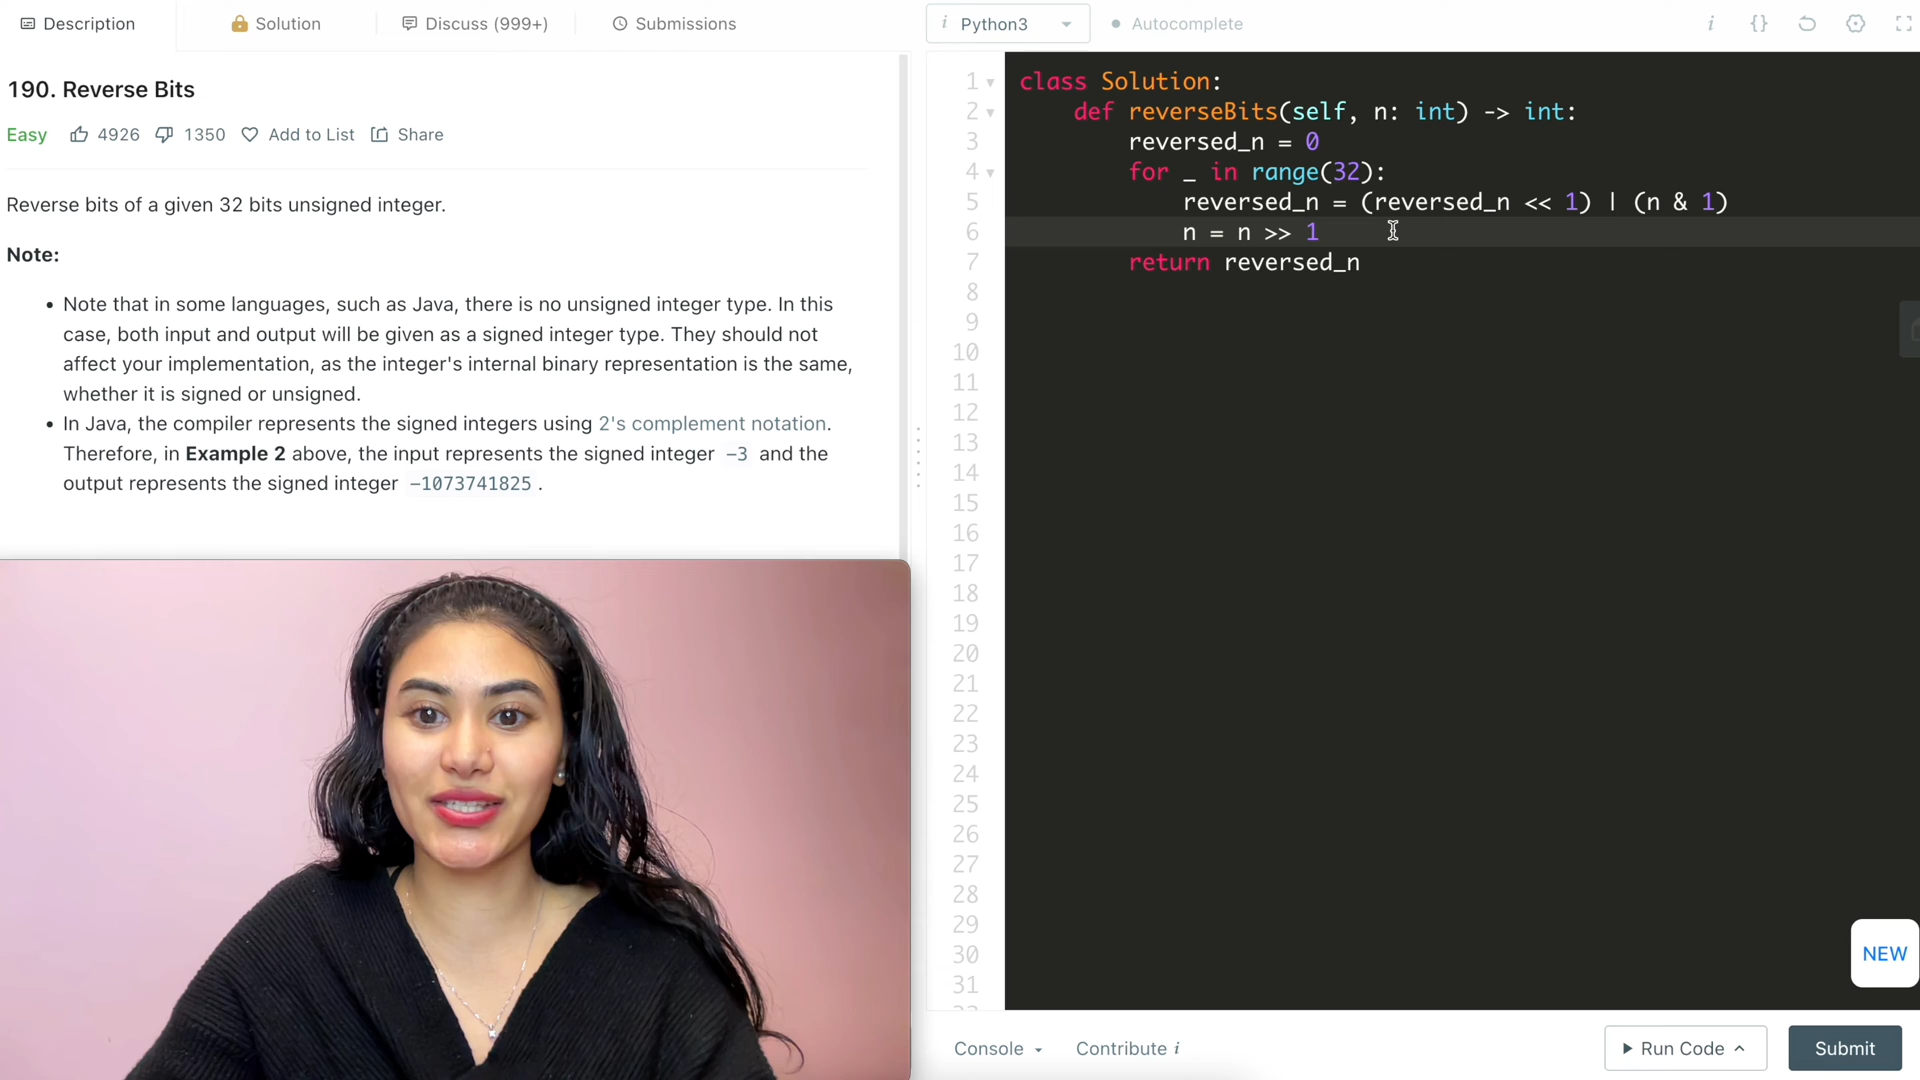 Description
Solution
Discuss (999+)
Submissions
190. Reverse Bits
Easy 4926 1350 Add to List Share
Reverse bits of a given 32 bits unsigned integer.
Note:
• Note that in some languages, such as Java, there is no unsigned integer type. In this
case, both input and output will be given as a signed integer type. They should not
affect your implementation, as the integer's internal binary representation is the same,
whether it is signed or unsigned.
• In Java, the compiler represents the signed integers using 2's complement notation.
Therefore, in Example 2 above, the input represents the signed integer -3 and the
output represents the signed integer -1073741825.
i Python3
Autocomplete
i {}
1 class Solution:
2 def reverseBits(self, n: int) -> int:
3 reversed_n = 0
4 for _ in range(32):
5 reversed_n = (reversed_n << 1) | (n & 1)
6 n = n >> 1
7 return reversed_n
8
9
10
11
12
13
14
15
16
17
18
19
20
21
22
23
24
25
26
27
28
29
30
31
NEW
Console
Contribute i
Run Code
Submit